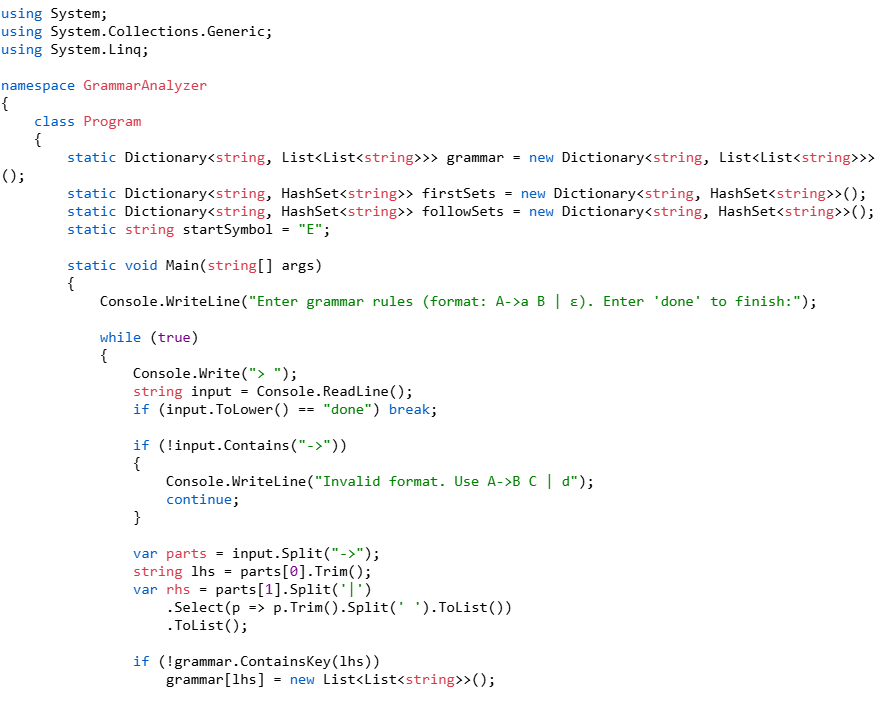 using System;
using System.Collections.Generic;
using System.Linq;

namespace GrammarAnalyzer
{
    class Program
    {
        static Dictionary<string, List<List<string>>> grammar = new Dictionary<string, List<List<string>>>
();
        static Dictionary<string, HashSet<string>> firstSets = new Dictionary<string, HashSet<string>>();
        static Dictionary<string, HashSet<string>> followSets = new Dictionary<string, HashSet<string>>();
        static string startSymbol = "E";

        static void Main(string[] args)
        {
            Console.WriteLine("Enter grammar rules (format: A->a B | ε). Enter 'done' to finish:");

            while (true)
            {
                Console.Write("> ");
                string input = Console.ReadLine();
                if (input.ToLower() == "done") break;

                if (!input.Contains("->"))
                {
                    Console.WriteLine("Invalid format. Use A->B C | d");
                    continue;
                }

                var parts = input.Split("->");
                string lhs = parts[0].Trim();
                var rhs = parts[1].Split('|')
                    .Select(p => p.Trim().Split(' ').ToList())
                    .ToList();

                if (!grammar.ContainsKey(lhs))
                    grammar[lhs] = new List<List<string>>();